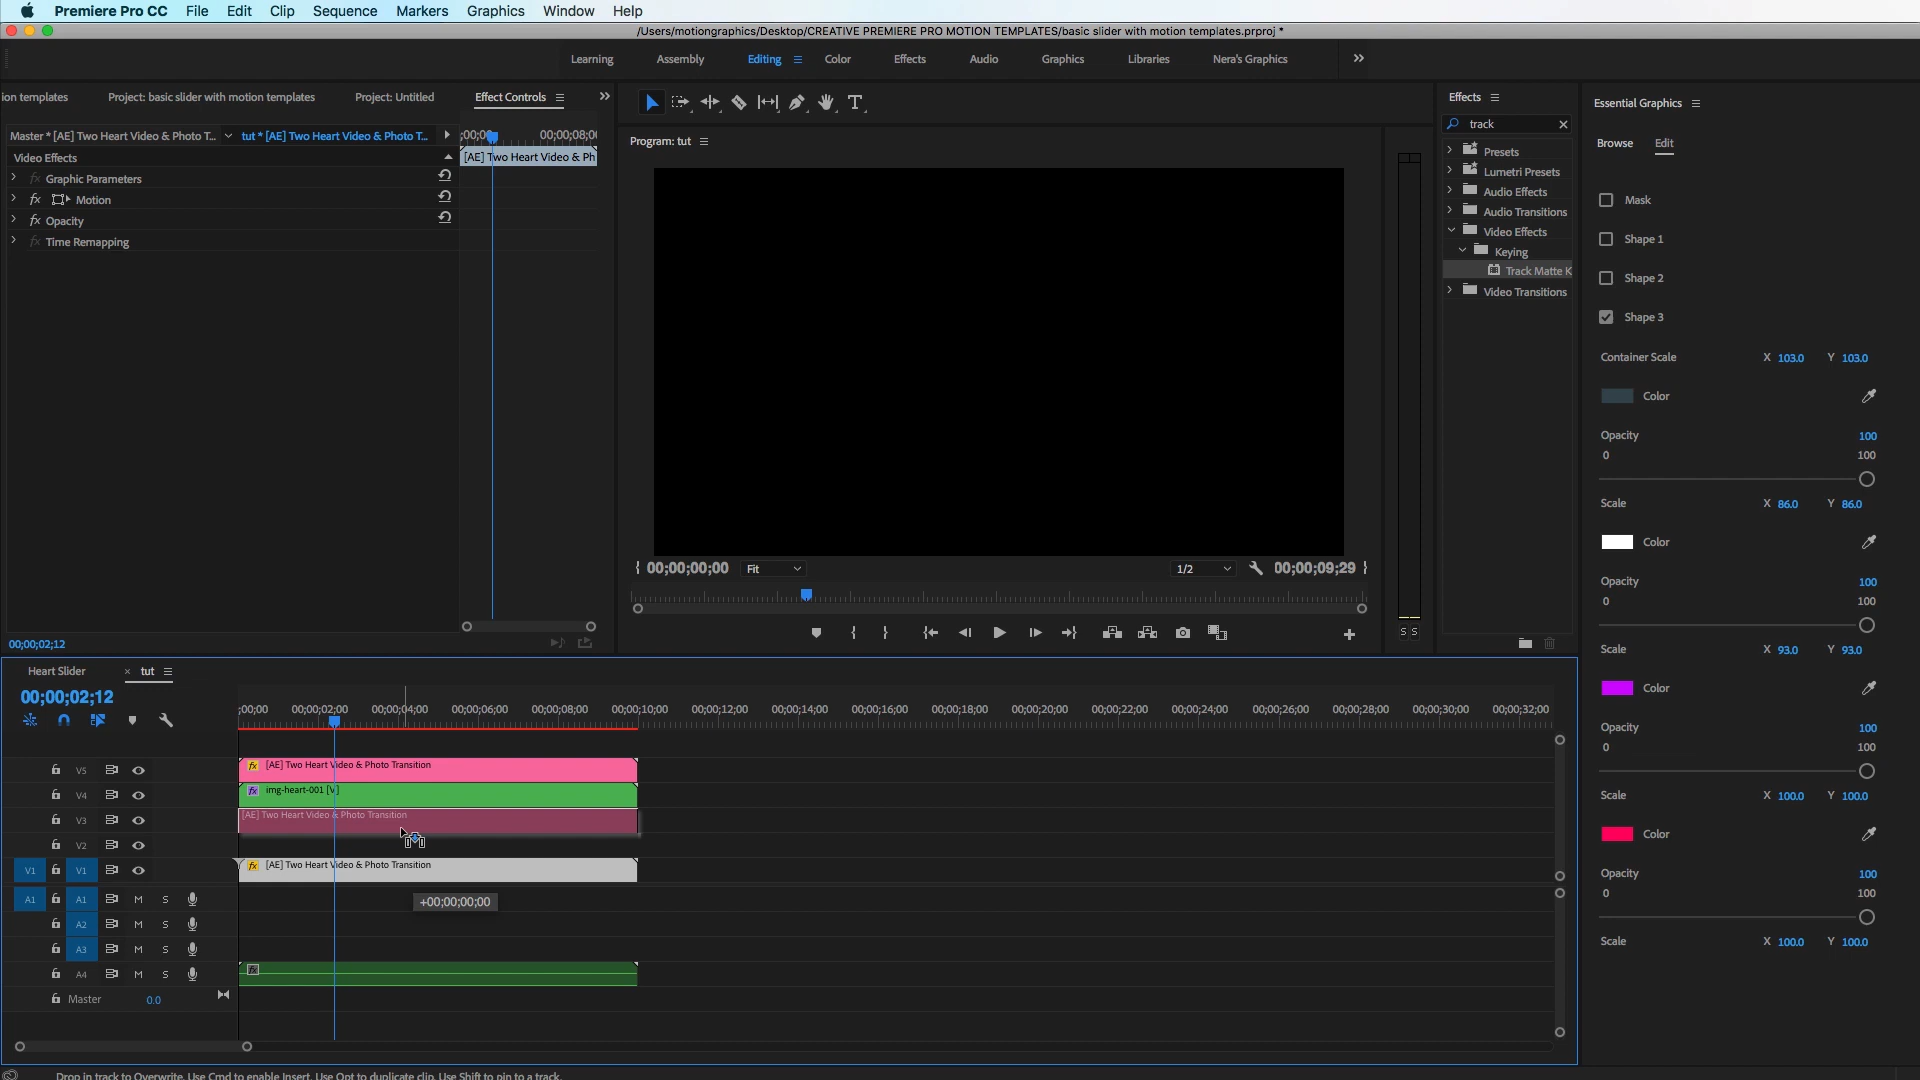 Premiere Pro CC File Edit Clip Sequence Markers Graphics Window Help
/Users/motiongraphics/Desktop/CREATIVE PREMIERE PRO MOTION TEMPLATES/basic slider with motion templates.prproj *
Learning Assembly Editing Color Effects Audio Graphics Libraries Nera's Graphics
ion templates Project: basic slider with motion templates Project: Untitled Effect Controls
Master * [AE] Two Heart Video & Photo T... tut * [AE] Two Heart Video & Photo T...
;00;00 00;00;08;0
Video Effects
[AE] Two Heart Video & Ph
fx Graphic Parameters
fx Motion
fx Opacity
fx Time Remapping
00;00;02;12
Program: tut
00;00;00;00 Fit 1/2 00;00;09;29
S S
Effects
track
Presets
Lumetri Presets
Audio Effects
Audio Transitions
Video Effects
Keying
Track Matte K
Video Transitions
Essential Graphics
Browse Edit
Mask
Shape 1
Shape 2
Shape 3
Container Scale X 103.0 Y 103.0
Color
Opacity 100
0 100
Scale X 86.0 Y 86.0
Color
Opacity 100
0 100
Scale X 93.0 Y 93.0
Color
Opacity 100
0 100
Scale X 100.0 Y 100.0
Color
Opacity 100
0 100
Scale X 100.0 Y 100.0
Heart Slider × tut
00;00;02;12
;00;00 00;00;02;00 00;00;04;00 00;00;06;00 00;00;08;00 00;00;10;00 00;00;12;00 00;00;14;00 00;00;16;00 00;00;18;00 00;00;20;00 00;00;22;00 00;00;24;00 00;00;26;00 00;00;28;00 00;00;30;00 00;00;32;00
V5 fx [AE] Two Heart Video & Photo Transition
V4 fx img-heart-001 [V]
V3 [AE] Two Heart Video & Photo Transition
V2
V1 V1 fx [AE] Two Heart Video & Photo Transition
A1 A1 M S
+00;00;00;00
A2 M S
A3 M S
A4 M S fx
Master 0.0
Drop in track to Overwrite. Use Cmd to enable Insert. Use Opt to duplicate clip. Use Shift to pin to a track.